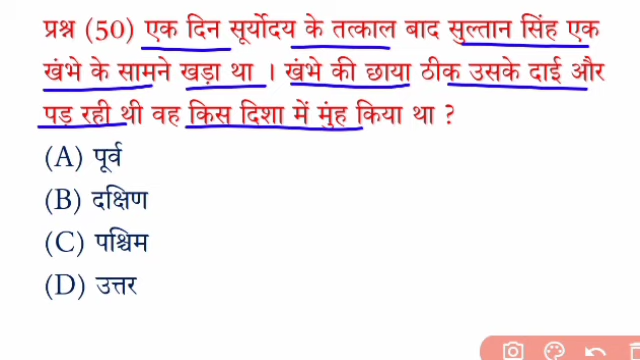 प्रश्न (50) एक दिन सूर्योदय के तत्काल बाद सुल्तान सिंह एक
खंभे के सामने खड़ा था । खंभे की छाया ठीक उसके दाई और
पड़ रही थी वह किस दिशा में मुंह किया था ?
(A) पूर्व
(B) दक्षिण
(C) पश्चिम
(D) उत्तर